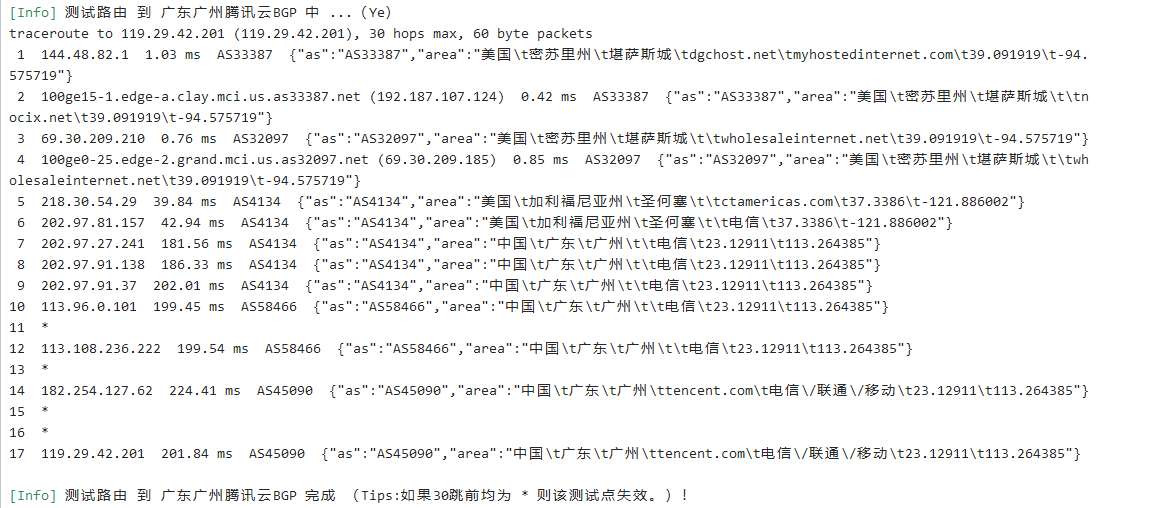 [Info] 测试路由 到 广东广州腾讯云BGP 中 ... (Ye)
traceroute to 119.29.42.201 (119.29.42.201), 30 hops max, 60 byte packets
1  144.48.82.1  1.03 ms  AS33387  {"as":"AS33387","area":"美国\t密苏里州\t堪萨斯城\tdgchost.net\tmyhostedinternet.com\t39.091919\t-94.
575719"}
2  100ge15-1.edge-a.clay.mci.us.as33387.net (192.187.107.124)  0.42 ms  AS33387  {"as":"AS33387","area":"美国\t密苏里州\t堪萨斯城\t\tn
ocix.net\t39.091919\t-94.575719"}
3  69.30.209.210  0.76 ms  AS32097  {"as":"AS32097","area":"美国\t密苏里州\t堪萨斯城\t\twholesaleinternet.net\t39.091919\t-94.575719"}
4  100ge0-25.edge-2.grand.mci.us.as32097.net (69.30.209.185)  0.85 ms  AS32097  {"as":"AS32097","area":"美国\t密苏里州\t堪萨斯城\t\twh
olesaleinternet.net\t39.091919\t-94.575719"}
5  218.30.54.29  39.84 ms  AS4134  {"as":"AS4134","area":"美国\t加利福尼亚州\t圣何塞\t\tctamericas.com\t37.3386\t-121.886002"}
6  202.97.81.157  42.94 ms  AS4134  {"as":"AS4134","area":"美国\t加利福尼亚州\t圣何塞\t\t电信\t37.3386\t-121.886002"}
7  202.97.27.241  181.56 ms  AS4134  {"as":"AS4134","area":"中国\t广东\t广州\t\t电信\t23.12911\t113.264385"}
8  202.97.91.138  186.33 ms  AS4134  {"as":"AS4134","area":"中国\t广东\t广州\t\t电信\t23.12911\t113.264385"}
9  202.97.91.37  202.01 ms  AS4134  {"as":"AS4134","area":"中国\t广东\t广州\t\t电信\t23.12911\t113.264385"}
10  113.96.0.101  199.45 ms  AS58466  {"as":"AS58466","area":"中国\t广东\t广州\t\t电信\t23.12911\t113.264385"}
11  *
12  113.108.236.222  199.54 ms  AS58466  {"as":"AS58466","area":"中国\t广东\t广州\t\t电信\t23.12911\t113.264385"}
13  *
14  182.254.127.62  224.41 ms  AS45090  {"as":"AS45090","area":"中国\t广东\t广州\ttencent.com\t电信\/联通\/移动\t23.12911\t113.264385"}
15  *
16  *
17  119.29.42.201  201.84 ms  AS45090  {"as":"AS45090","area":"中国\t广东\t广州\ttencent.com\t电信\/联通\/移动\t23.12911\t113.264385"}
[Info] 测试路由 到 广东广州腾讯云BGP 完成 （Tips:如果30跳前均为 * 则该测试点失效。）！